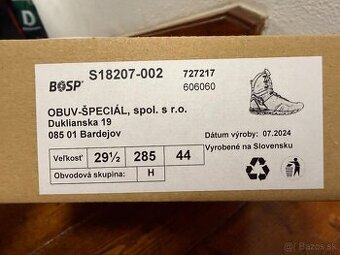 BOSP S18207-002 727217
606060
OBUV-ŠPECIÁL, spol. s r.o.
Duklianska 19
085 01 Bardejov
Dátum výroby: 07.2024
Vyrobené na Slovensku
Veľkosť 29½ 285 44
Obvodová skupina: H
Bazos.sk